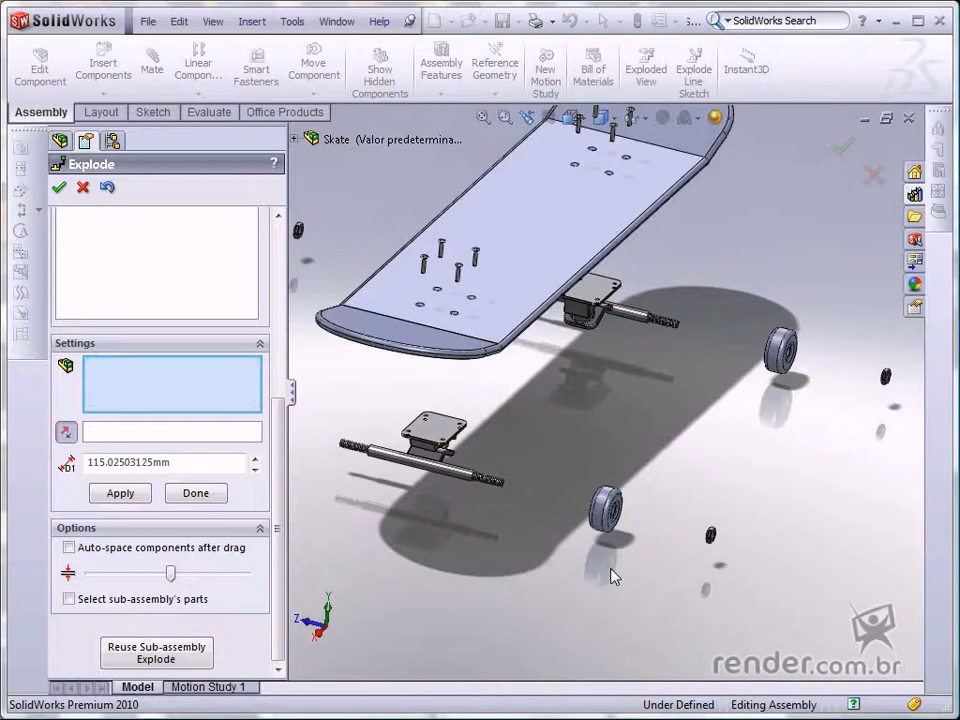 SolidWorks
File Edit View Insert Tools Window Help
S...
SolidWorks Search
Edit Component
Insert Components
Mate
Linear Compon...
Smart Fasteners
Move Component
Show Hidden Components
Assembly Features
Reference Geometry
New Motion Study
Bill of Materials
Exploded View
Explode Line Sketch
Instant3D
Assembly Layout Sketch Evaluate Office Products
Skate (Valor predetermina...
Explode ?
Settings
D1
115.02503125mm
Apply Done
Options
Auto-space components after drag
Select sub-assembly's parts
Reuse Sub-assembly
Explode
Y
Z
X
render.com.br
Model Motion Study 1
SolidWorks Premium 2010 Under Defined Editing Assembly ?